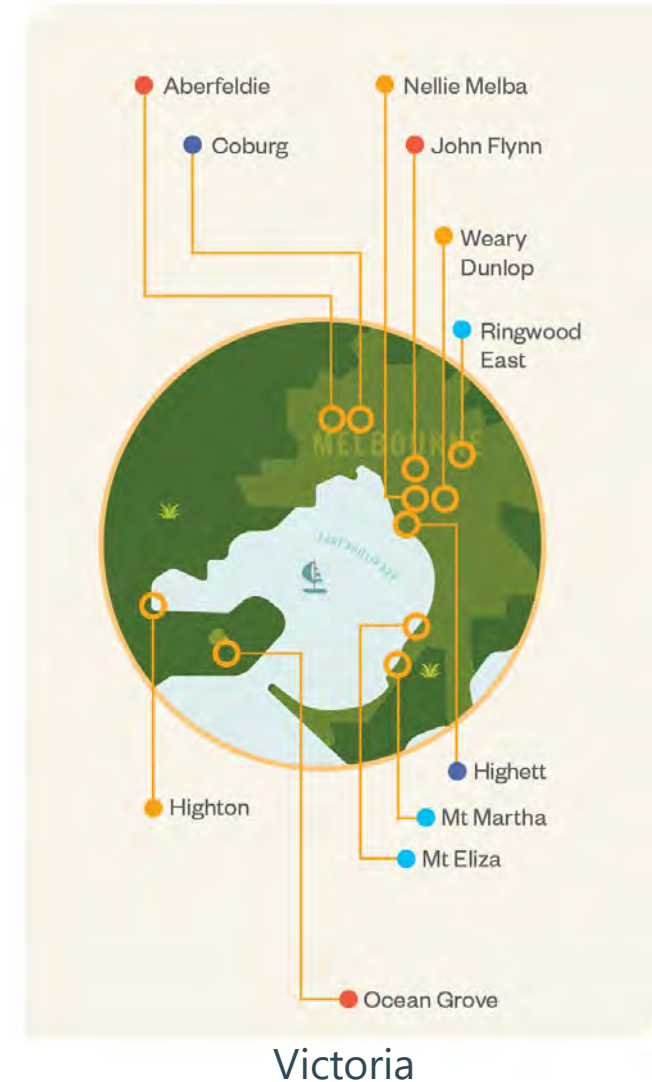 Aberfeldie
Nellie Melba
Coburg
John Flynn
Weary
Dunlop
Ringwood
East
MELBOURNE
PORT PHILLIP BAY
Highett
Highton
Mt Martha
Mt Eliza
Ocean Grove
Victoria